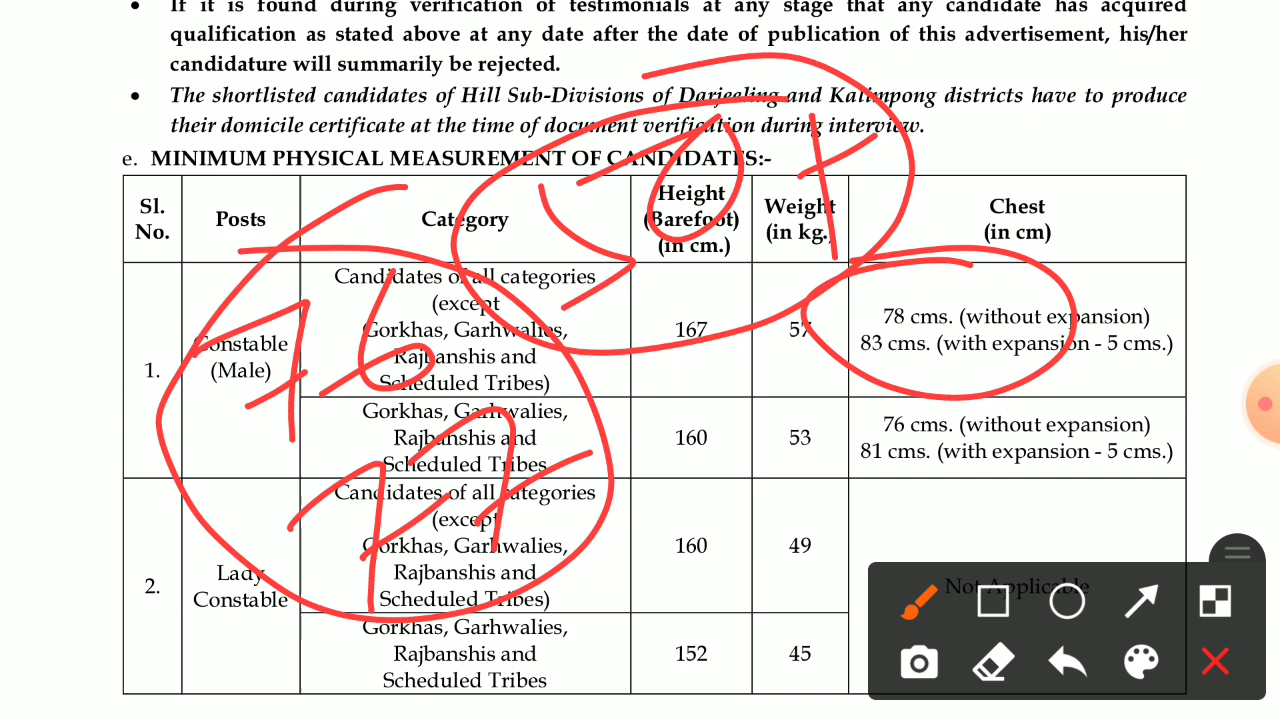 If it is found during verification of testimonials at any stage that any candidate has acquired
qualification as stated above at any date after the date of publication of this advertisement, his/her
candidature will summarily be rejected.
The shortlisted candidates of Hill Sub-Divisions of Darjeeling and Kalimpong districts have to produce
their domicile certificate at the time of document verification during interview.
e. MINIMUM PHYSICAL MEASUREMENT OF CANDIDATES:-
Sl. No. Posts Category Height (Barefoot) (in cm.) Weight (in kg.) Chest (in cm)
1. Constable (Male)
Candidates of all categories
(except
Gorkhas, Garhwalies,
Rajbanshis and
Scheduled Tribes)
167 57
78 cms. (without expansion)
83 cms. (with expansion - 5 cms.)
Gorkhas, Garhwalies,
Rajbanshis and
Scheduled Tribes
160 53
76 cms. (without expansion)
81 cms. (with expansion - 5 cms.)
2. Lady Constable
Candidates of all categories
(except
Gorkhas, Garhwalies,
Rajbanshis and
Scheduled Tribes)
160 49
Not Applicable
Gorkhas, Garhwalies,
Rajbanshis and
Scheduled Tribes
152 45